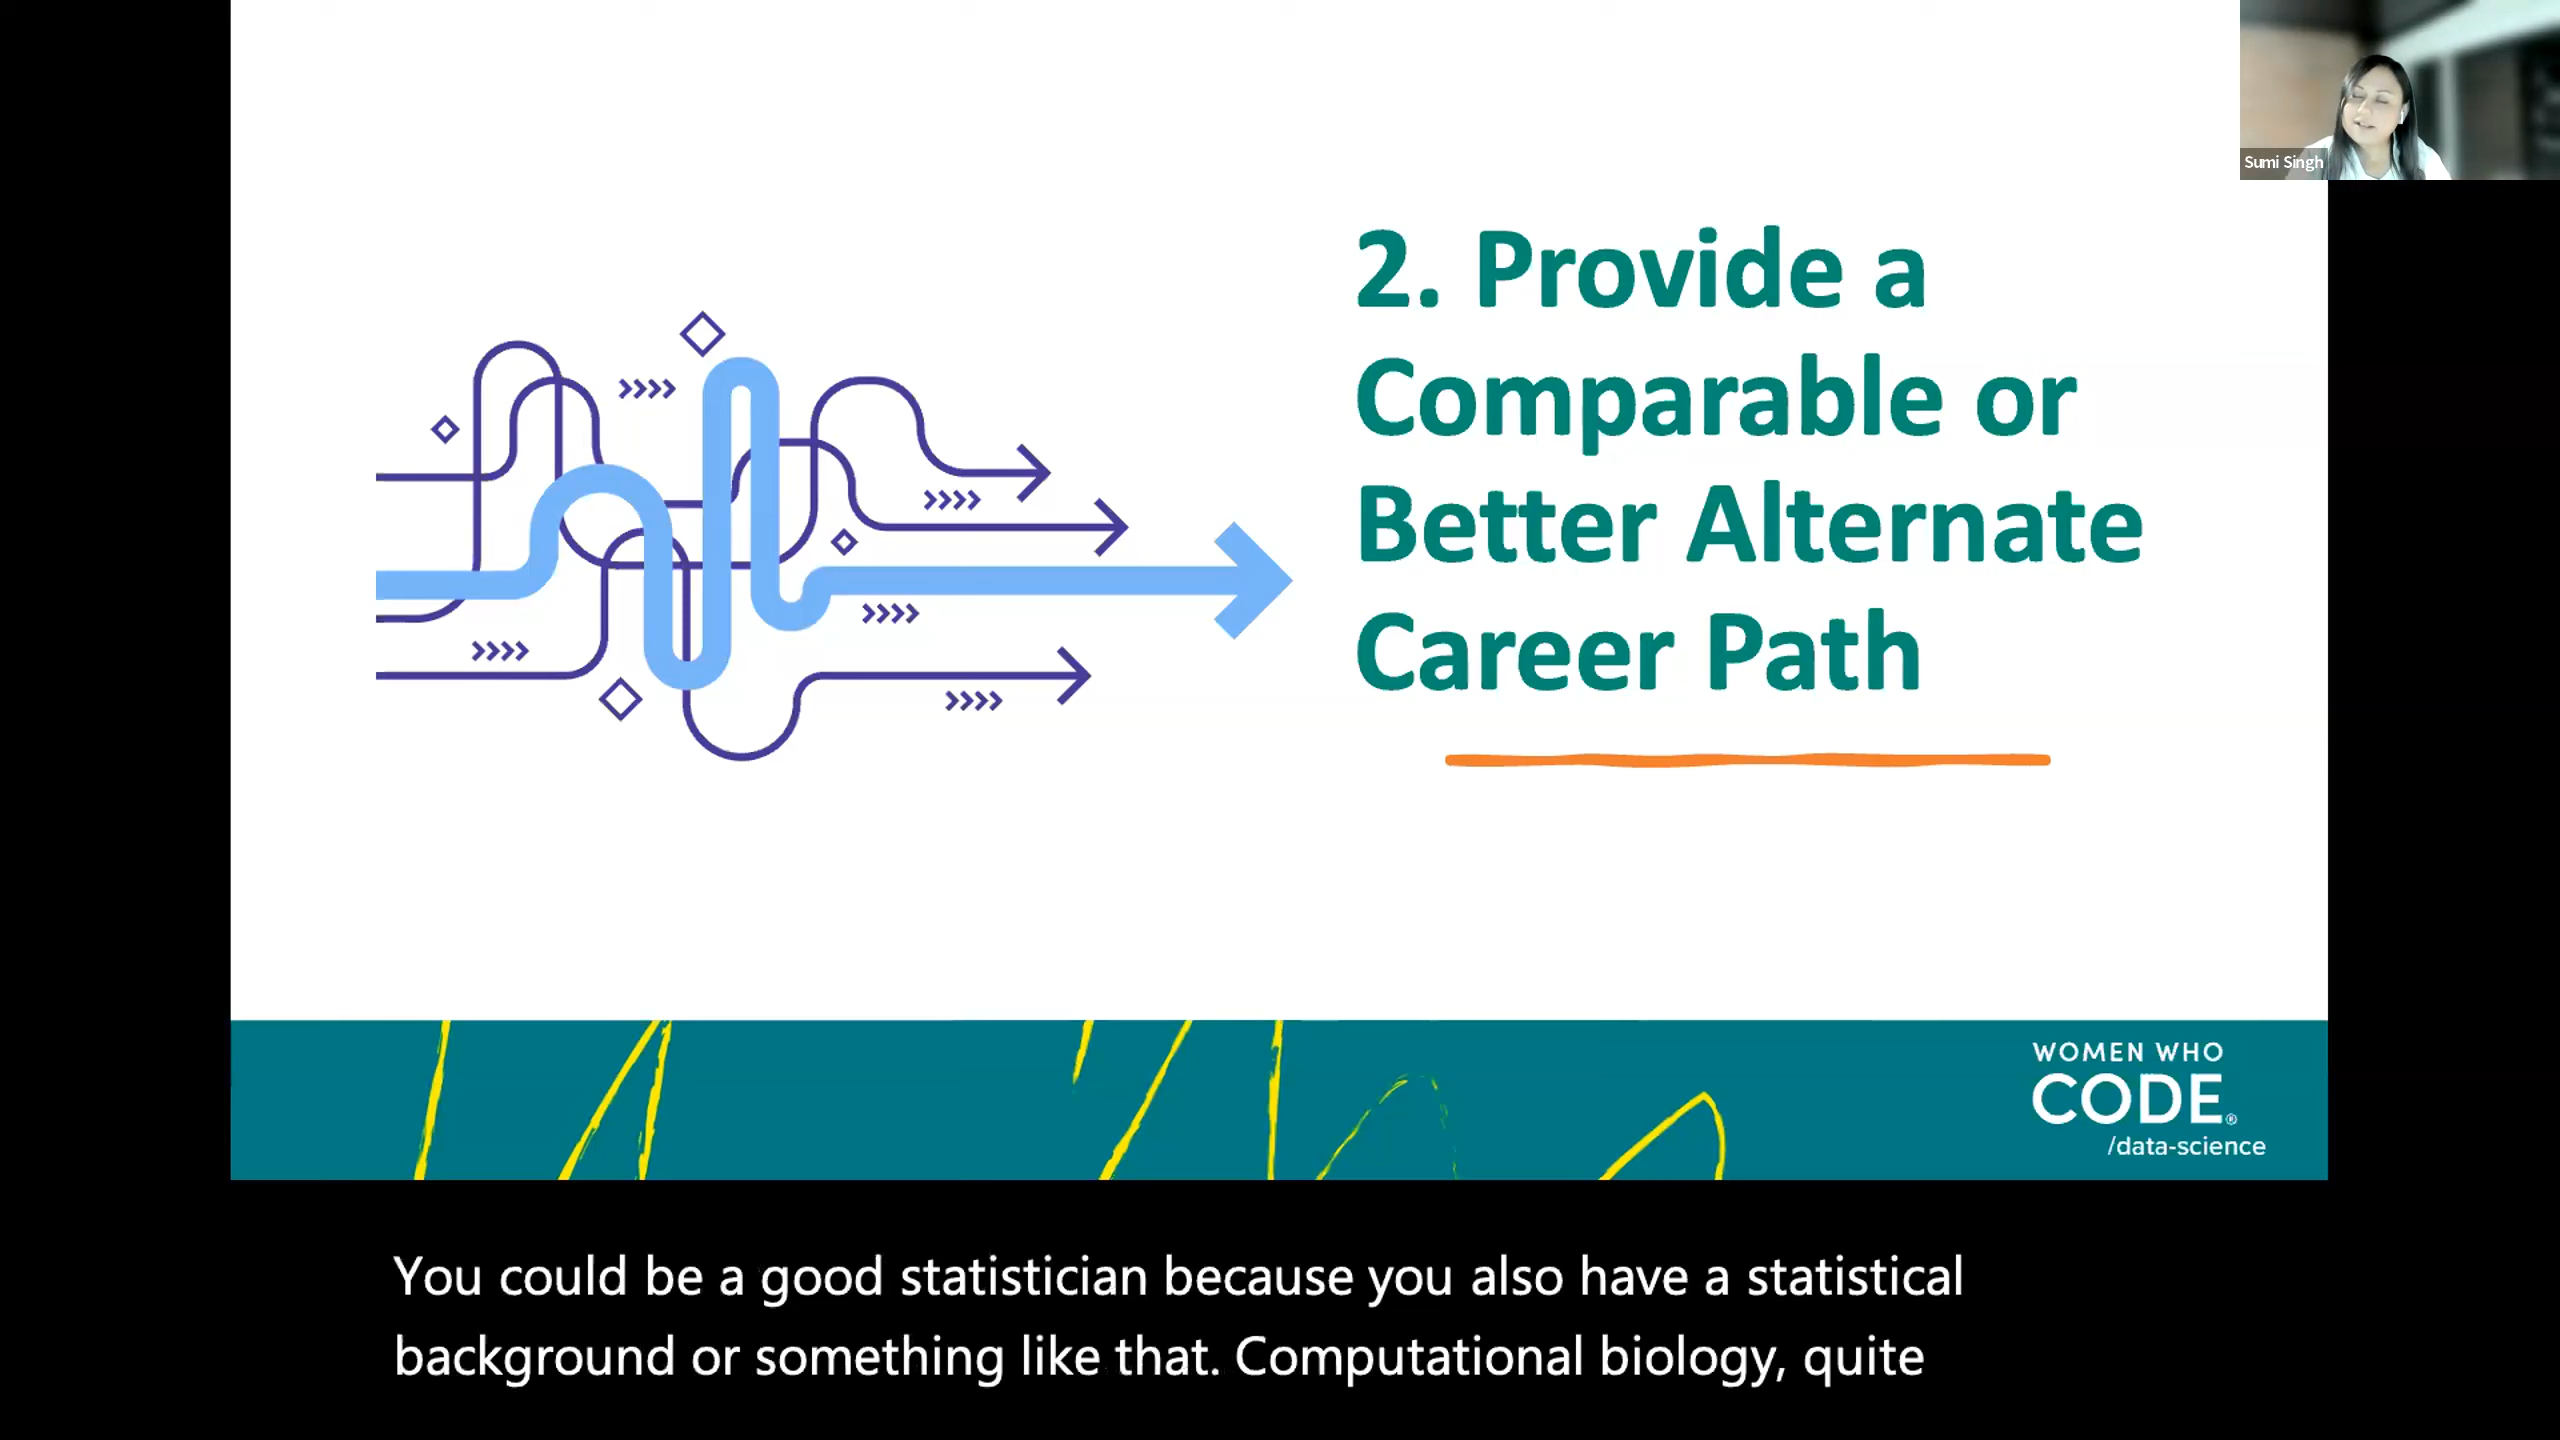 Sumi Singh
2. Provide a
Comparable or
Better Alternate
Career Path
WOMEN WHO
CODE®
/data-science
You could be a good statistician because you also have a statistical
background or something like that. Computational biology, quite